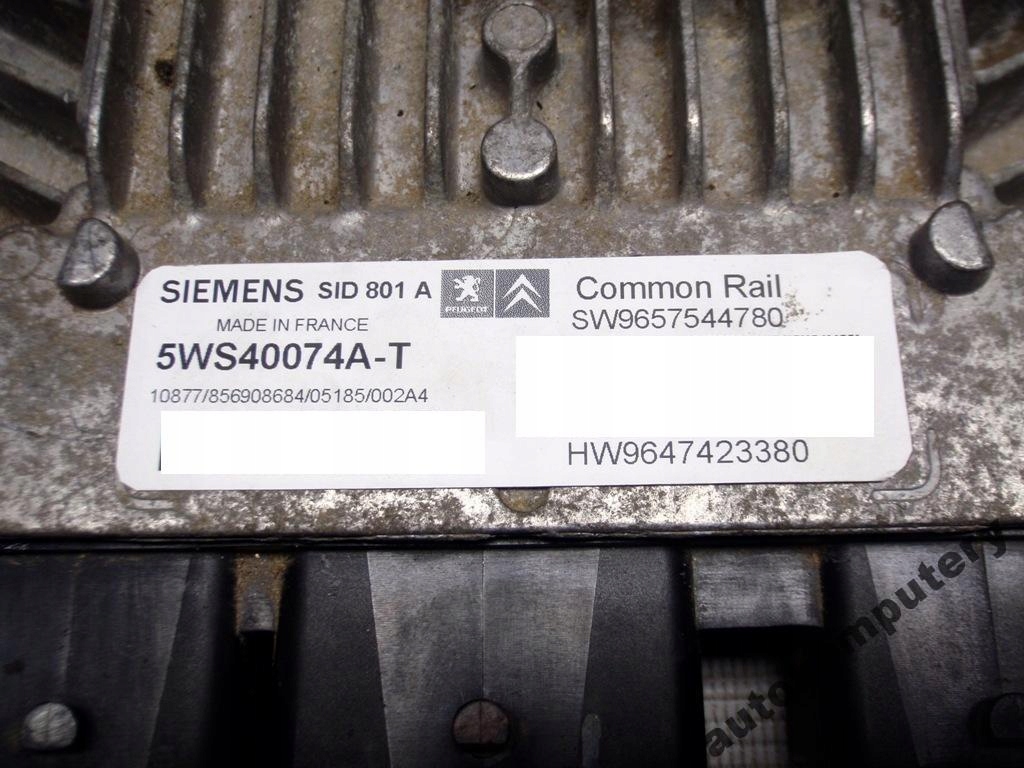 SIEMENS SID 801 A
PEUGEOT
Common Rail
MADE IN FRANCE
SW9657544780
5WS40074A-T
10877/856908684/05185/002A4
HW9647423380